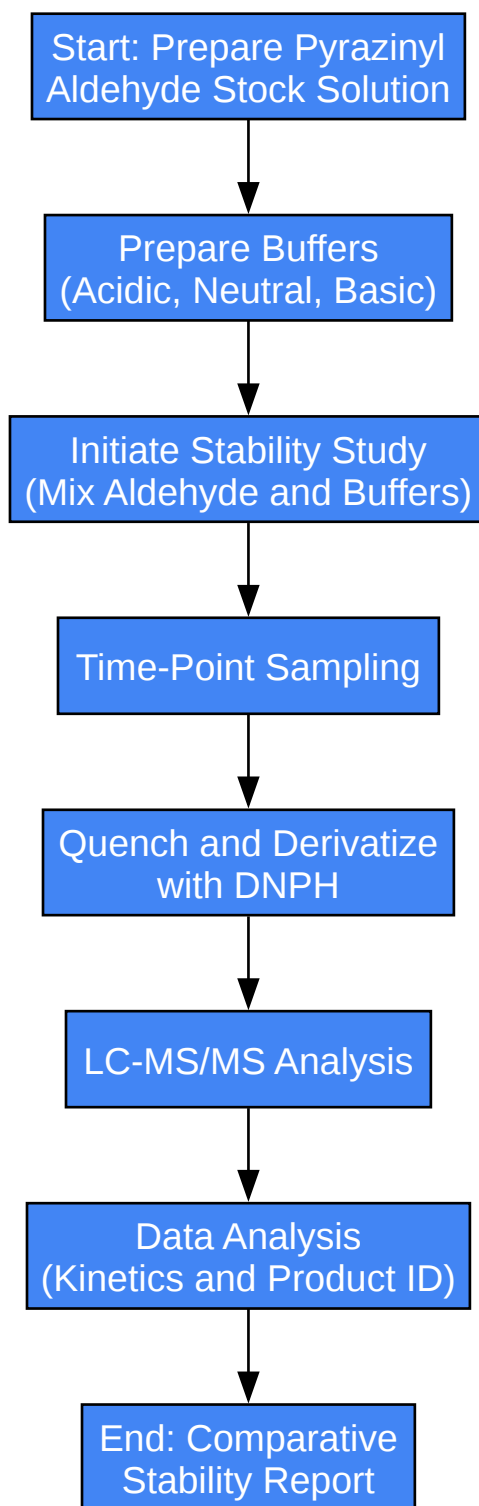 Start: Prepare Pyrazinyl
Aldehyde Stock Solution
Prepare Buffers
(Acidic, Neutral, Basic)
Initiate Stability Study
(Mix Aldehyde and Buffers)
Time-Point Sampling
Quench and Derivatize
with DNPH
LC-MS/MS Analysis
Data Analysis
(Kinetics and Product ID)
End: Comparative
Stability Report